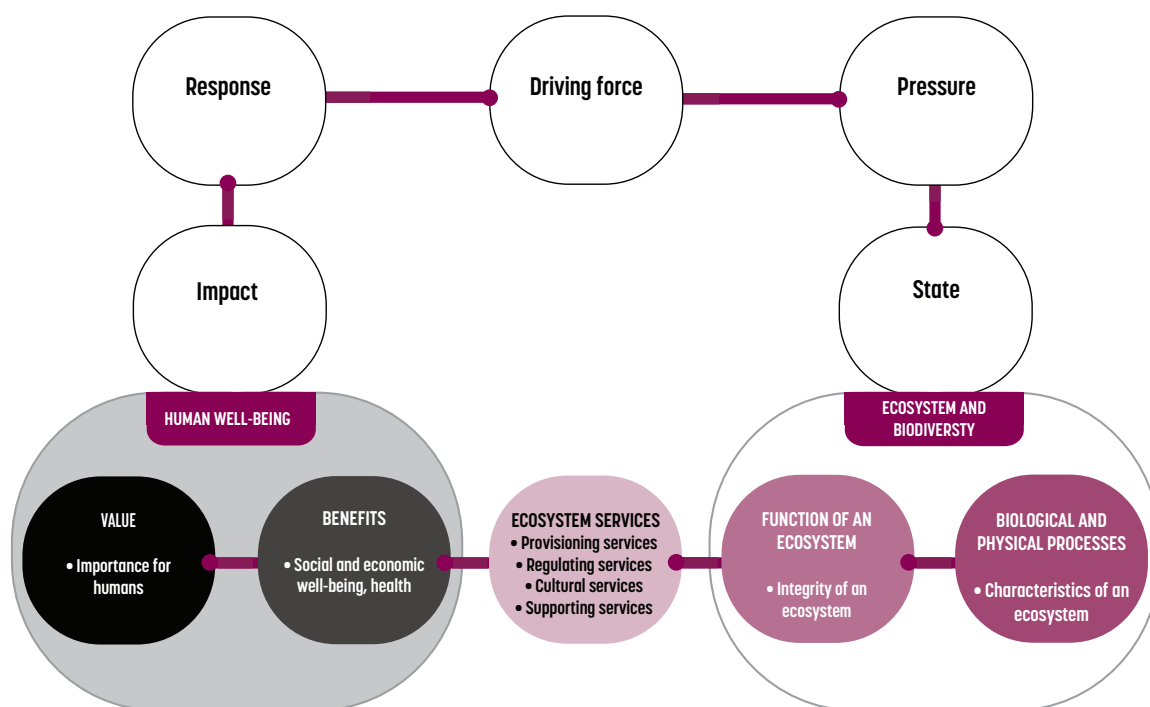 Response
Driving force
Pressure
Impact
State
HUMAN WELL-BEING
ECOSYSTEM AND
BIODIVERSTY
VALUE
• Importance for
humans
BENEFITS
• Social and economic
well-being, health
ECOSYSTEM SERVICES
• Provisioning services
• Regulating services
• Cultural services
• Supporting services
FUNCTION OF AN
ECOSYSTEM
• Integrity of an
ecosystem
BIOLOGICAL AND
PHYSICAL PROCESSES
• Characteristics of an
ecosystem